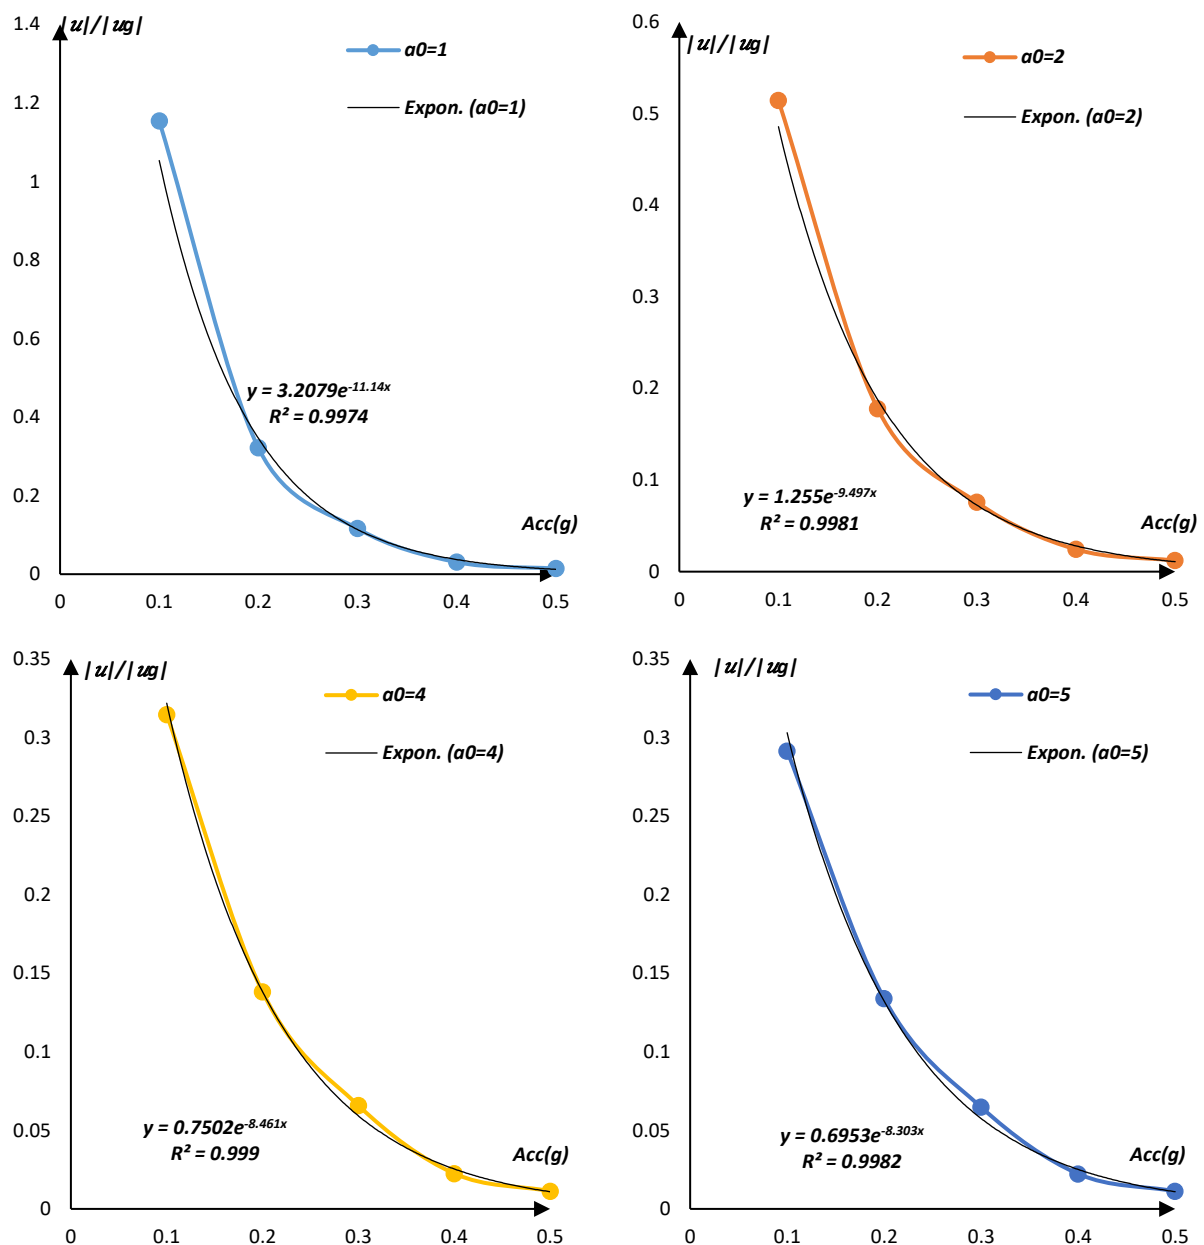 |u|/|ug|
1.4
1.2
1
0.8
0.6
0.4
0.2
0
0 0.1 0.2 0.3 0.4 0.5
a0=1
Expon. (a0=1)
y = 3.2079e^-11.14x
R² = 0.9974
Acc(g)
|u|/|ug|
0.6
0.5
0.4
0.3
0.2
0.1
0
0 0.1 0.2 0.3 0.4 0.5
a0=2
Expon. (a0=2)
y = 1.255e^-9.497x
R² = 0.9981
Acc(g)
|u|/|ug|
0.35
0.3
0.25
0.2
0.15
0.1
0.05
0
0 0.1 0.2 0.3 0.4 0.5
a0=4
Expon. (a0=4)
y = 0.7502e^-8.461x
R² = 0.999
Acc(g)
|u|/|ug|
0.35
0.3
0.25
0.2
0.15
0.1
0.05
0
0 0.1 0.2 0.3 0.4 0.5
a0=5
Expon. (a0=5)
y = 0.6953e^-8.303x
R² = 0.9982
Acc(g)